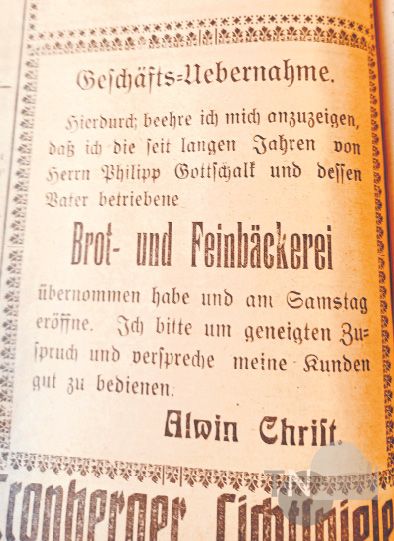 Geschäfts-Uebernahme.
Hierdurch beehre ich mich anzuzeigen,
daß ich die seit langen Jahren von
Herrn Philipp Gottschalk und dessen
Vater betriebene
Brot- und Feinbäckerei
übernommen habe und am Samstag
eröffne. Ich bitte um geneigten Zu-
spruch und verspreche meine Kunden
gut zu bedienen.
Alwin Christ.
Kronberger Lichtspiele